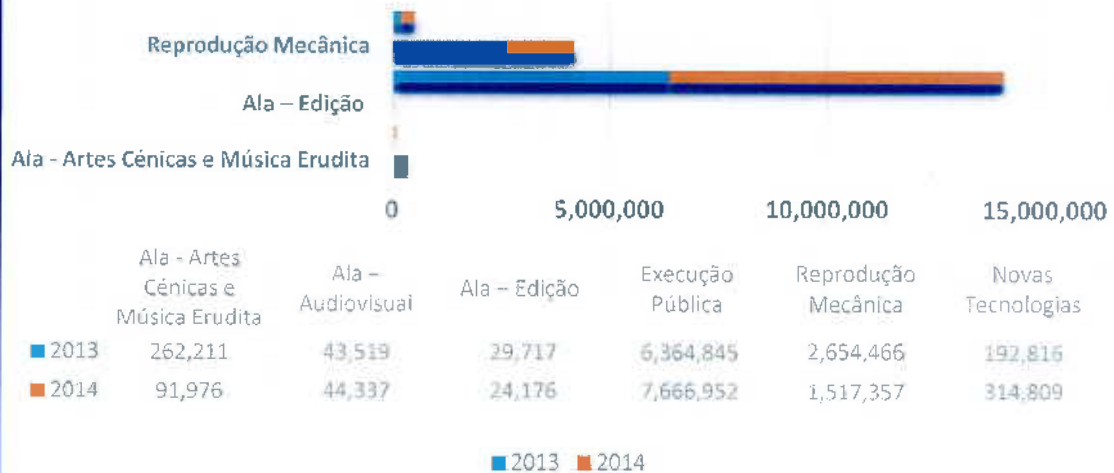 Reprodução Mecânica
Ala – Edição
Ala - Artes Cénicas e Música Erudita
0 5,000,000 10,000,000 15,000,000
Ala - Artes Cénicas e Música Erudita Ala – Audiovisual Ala – Edição Execução Pública Reprodução Mecânica Novas Tecnologias
2013 262,211 43,519 29,717 6,364,845 2,654,466 192,816
2014 91,976 44,337 24,176 7,666,952 1,517,357 314,809
2013 2014